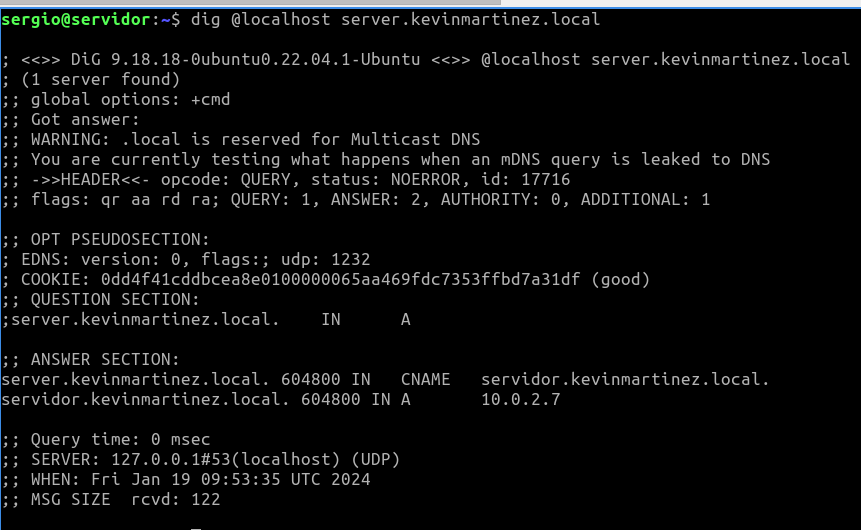 sergio@servidor:~$ dig @localhost server.kevinmartinez.local

; <<>> DiG 9.18.18-0ubuntu0.22.04.1-Ubuntu <<>> @localhost server.kevinmartinez.local
; (1 server found)
;; global options: +cmd
;; Got answer:
;; WARNING: .local is reserved for Multicast DNS
;; You are currently testing what happens when an mDNS query is leaked to DNS
;; ->>HEADER<<- opcode: QUERY, status: NOERROR, id: 17716
;; flags: qr aa rd ra; QUERY: 1, ANSWER: 2, AUTHORITY: 0, ADDITIONAL: 1

;; OPT PSEUDOSECTION:
; EDNS: version: 0, flags:; udp: 1232
; COOKIE: 0dd4f41cddbcea8e0100000065aa469fdc7353ffbd7a31df (good)
;; QUESTION SECTION:
;server.kevinmartinez.local.    IN      A

;; ANSWER SECTION:
server.kevinmartinez.local. 604800 IN   CNAME   servidor.kevinmartinez.local.
servidor.kevinmartinez.local. 604800 IN A       10.0.2.7

;; Query time: 0 msec
;; SERVER: 127.0.0.1#53(localhost) (UDP)
;; WHEN: Fri Jan 19 09:53:35 UTC 2024
;; MSG SIZE  rcvd: 122